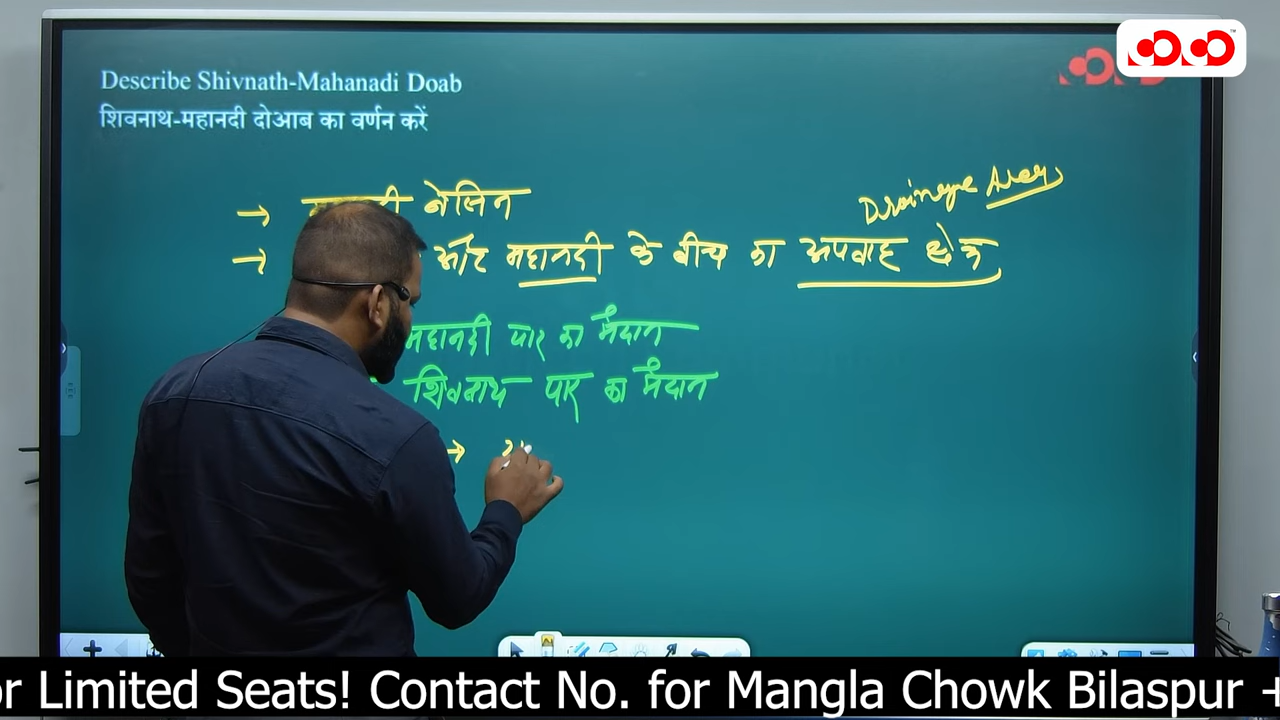 Describe Shivnath-Mahanadi Doab
शिवनाथ-महानदी दोआब का वर्णन करें
Drainage Area
→ बेसिन
→ और महानदी के बीच का अपवाह क्षेत्र
महानदी पार का मैदान
शिवनाथ पार का मैदान
→
or Limited Seats! Contact No. for Mangla Chowk Bilaspur +